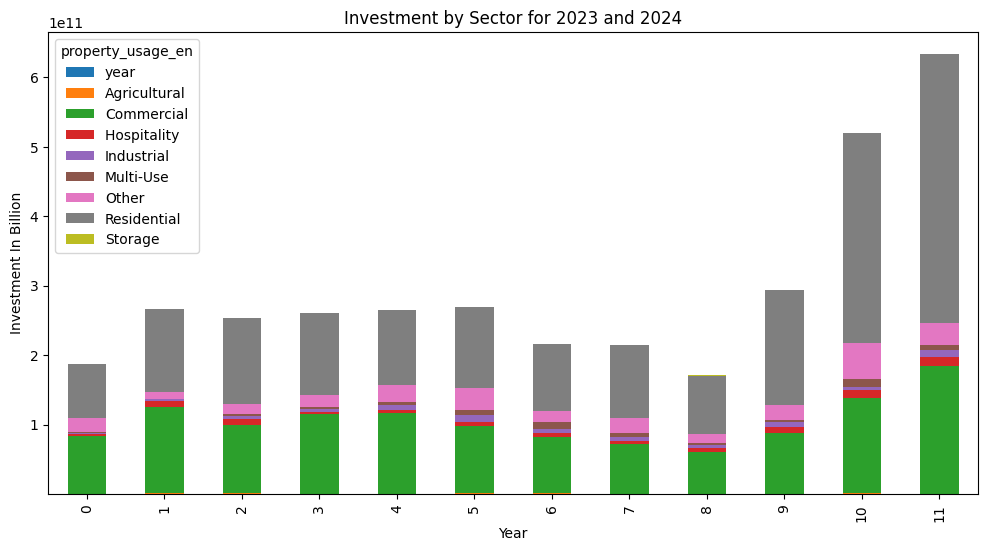 Investment by Sector for 2023 and 2024
1e11
property_usage_en
year
Agricultural
Commercial
Hospitality
Industrial
Multi-Use
Other
Residential
Storage
Investment In Billion
6
5
4
3
2
1
0 1 2 3 4 5 6 7 8 9 10 11
Year